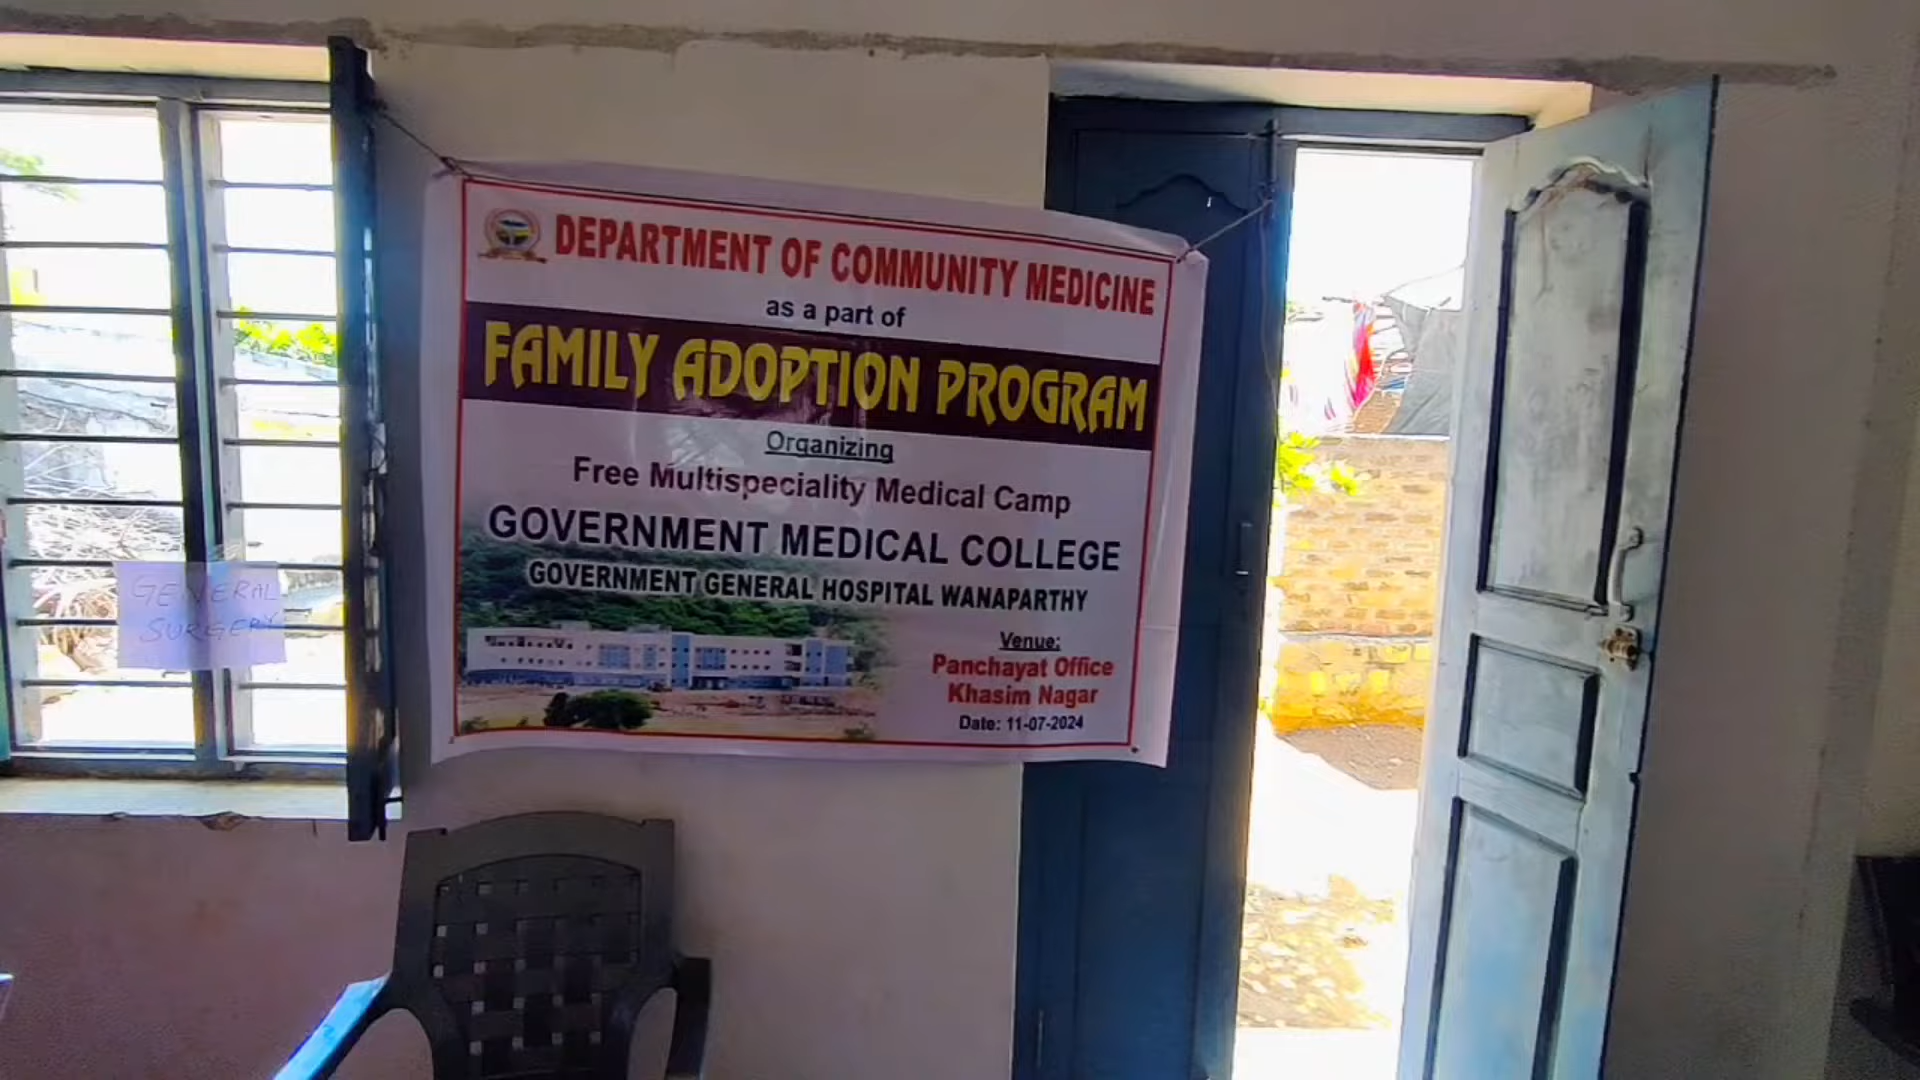 DEPARTMENT OF COMMUNITY MEDICINE
as a part of
FAMILY ADOPTION PROGRAM
Organizing
Free Multispeciality Medical Camp
GOVERNMENT MEDICAL COLLEGE
GOVERNMENT GENERAL HOSPITAL WANAPARTHY
Venue:
Panchayat Office
Khasim Nagar
Date: 11-07-2024
GENERAL
SURGERY